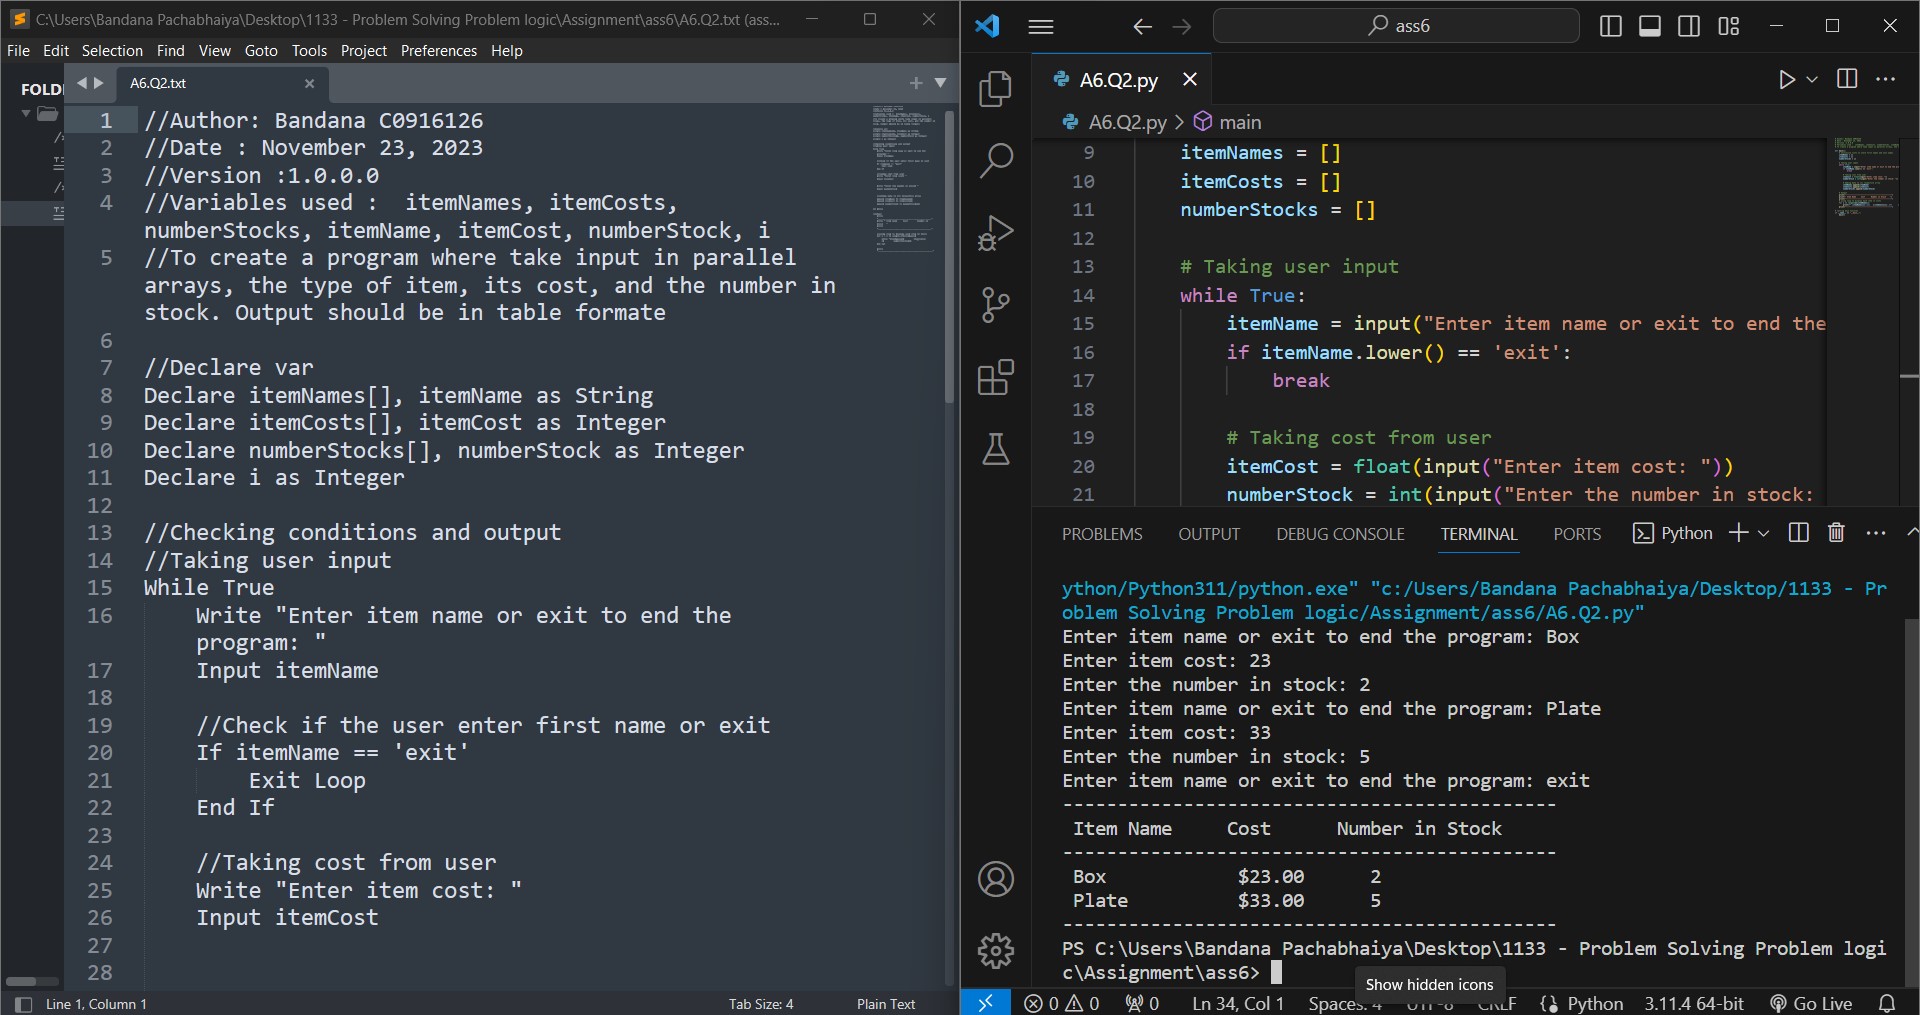 C:\Users\Bandana Pachabhaiya\Desktop\1133 - Problem Solving Problem logic\Assignment\ass6\A6.Q2.txt (ass...
File Edit Selection Find View Goto Tools Project Preferences Help
FOLD
A6.Q2.txt
1 //Author: Bandana C0916126
2 //Date : November 23, 2023
3 //Version :1.0.0.0
4 //Variables used :  itemNames, itemCosts,
numberStocks, itemName, itemCost, numberStock, i
5 //To create a program where take input in parallel
arrays, the type of item, its cost, and the number in
stock. Output should be in table formate
6
7 //Declare var
8 Declare itemNames[], itemName as String
9 Declare itemCosts[], itemCost as Integer
10 Declare numberStocks[], numberStock as Integer
11 Declare i as Integer
12
13 //Checking conditions and output
14 //Taking user input
15 While True
16 Write "Enter item name or exit to end the
program: "
17 Input itemName
18
19 //Check if the user enter first name or exit
20 If itemName == 'exit'
21 Exit Loop
22 End If
23
24 //Taking cost from user
25 Write "Enter item cost: "
26 Input itemCost
27
28
Line 1, Column 1 Tab Size: 4 Plain Text
ass6
A6.Q2.py
A6.Q2.py > main
9 itemNames = []
10 itemCosts = []
11 numberStocks = []
12
13 # Taking user input
14 while True:
15 itemName = input("Enter item name or exit to end the
16 if itemName.lower() == 'exit':
17 break
18
19 # Taking cost from user
20 itemCost = float(input("Enter item cost: "))
21 numberStock = int(input("Enter the number in stock:
PROBLEMS OUTPUT DEBUG CONSOLE TERMINAL PORTS Python
ython/Python311/python.exe" "c:/Users/Bandana Pachabhaiya/Desktop/1133 - Pr
oblem Solving Problem logic/Assignment/ass6/A6.Q2.py"
Enter item name or exit to end the program: Box
Enter item cost: 23
Enter the number in stock: 2
Enter item name or exit to end the program: Plate
Enter item cost: 33
Enter the number in stock: 5
Enter item name or exit to end the program: exit
---------------------------------------------
Item Name Cost Number in Stock
---------------------------------------------
Box $23.00 2
Plate $33.00 5
---------------------------------------------
PS C:\Users\Bandana Pachabhaiya\Desktop\1133 - Problem Solving Problem logi
c\Assignment\ass6>
Show hidden icons
0 0 0 Ln 34, Col 1 Spaces: 4 UTF-8 CRLF Python 3.11.4 64-bit Go Live